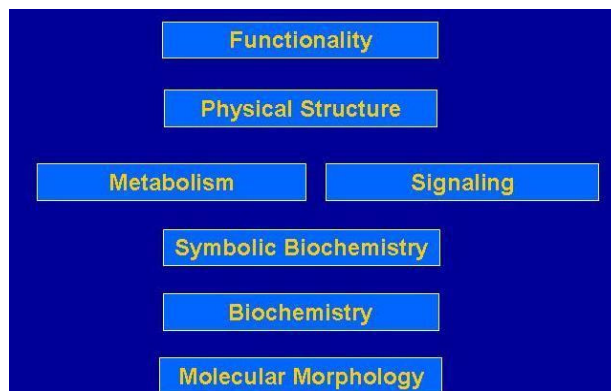 Functionality
Physical Structure
Metabolism
Signaling
Symbolic Biochemistry
Biochemistry
Molecular Morphology